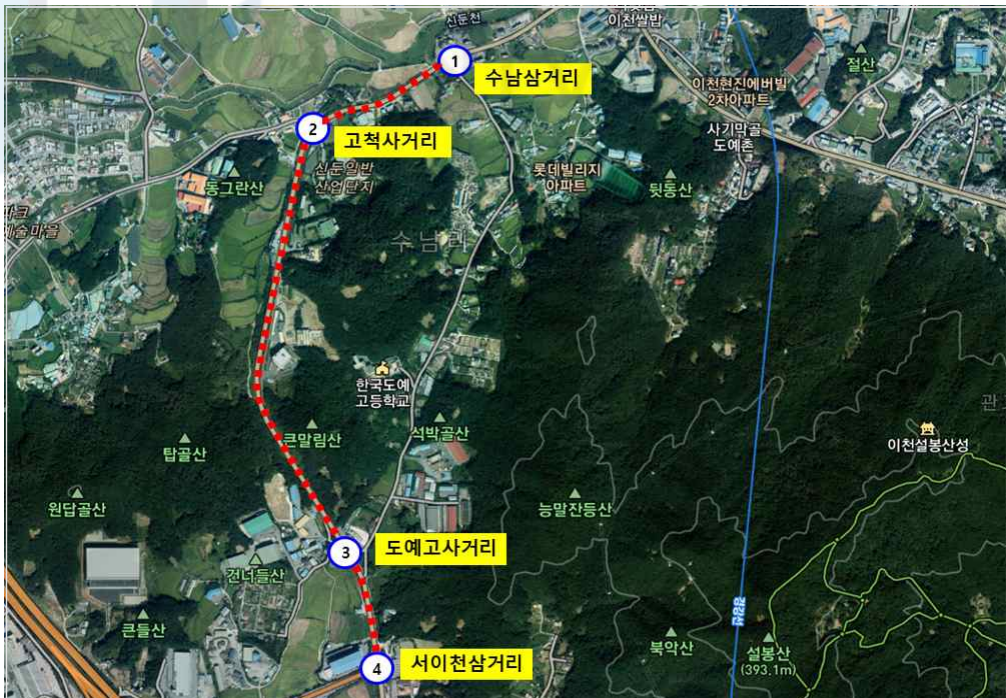 신둔천
이천쌀밥
1
수남삼거리
절산
2
고척사거리
이천현진에버빌
2차아파트
사기막골
도예촌
동그란산
신둔일반
산업단지
롯데빌리지
아파트
뒷동산
예술마을
수남리
한국도예
고등학교
관
큰말림산
석박골산
이천설봉산성
탑골산
원답골산
능말잔등산
3
도예고사거리
건너들산
큰들산
경강선
북악산
설봉산
(393.1m)
4
서이천삼거리